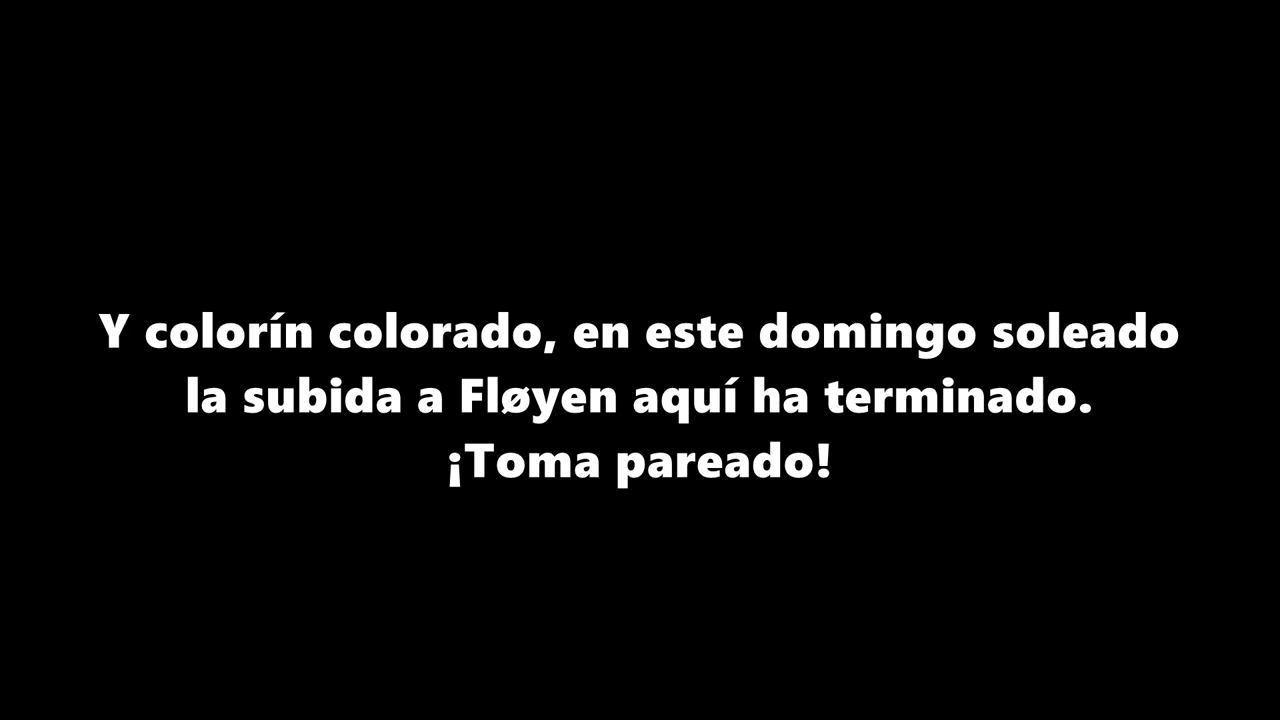 Y colorín colorado, en este domingo soleado
la subida a Fløyen aquí ha terminado.
¡Toma pareado!